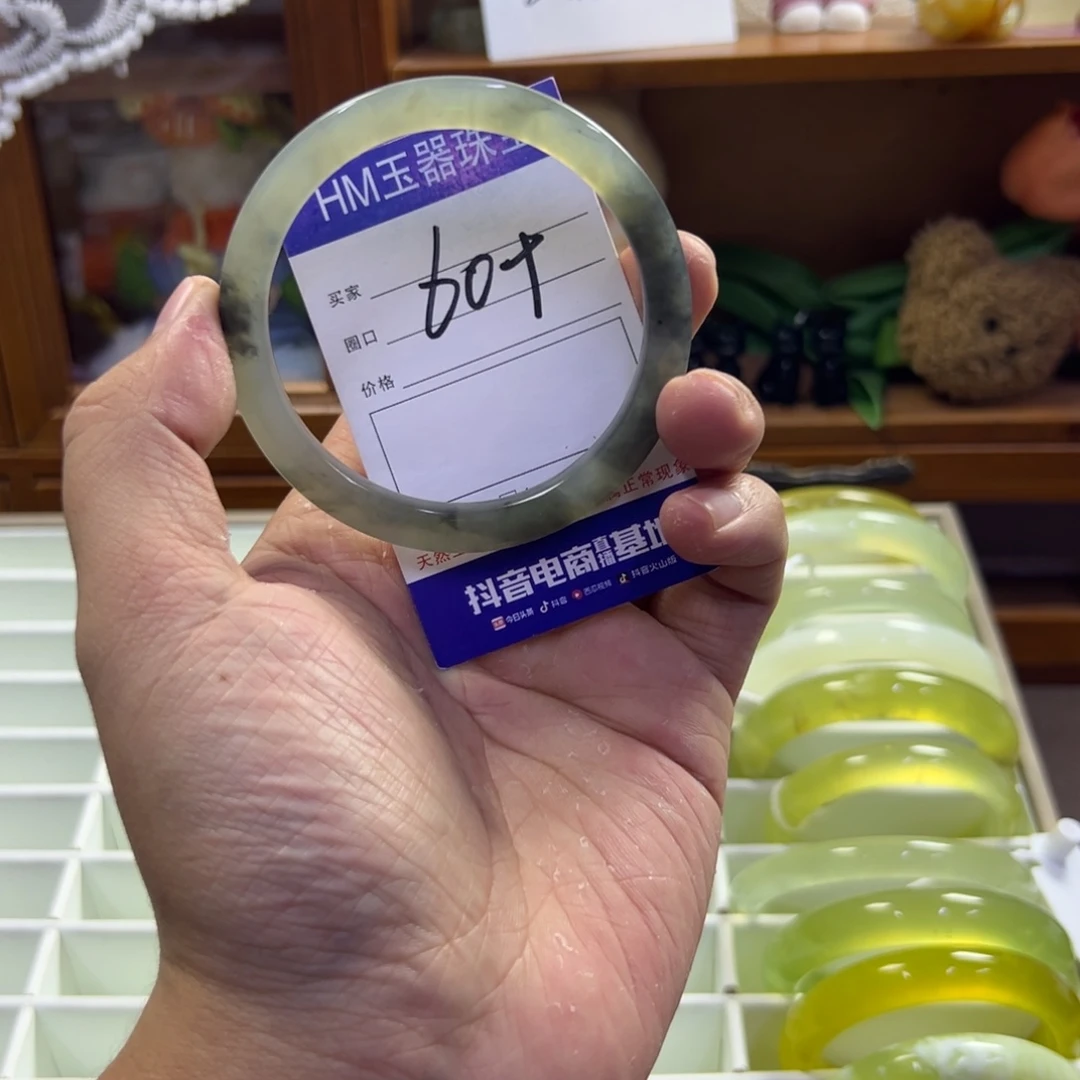 HM玉器珠宝
买家
60+
圈口
价格
正常现象
天然
抖音电商直播基地
今日头条 抖音 西瓜视频 抖音火山版